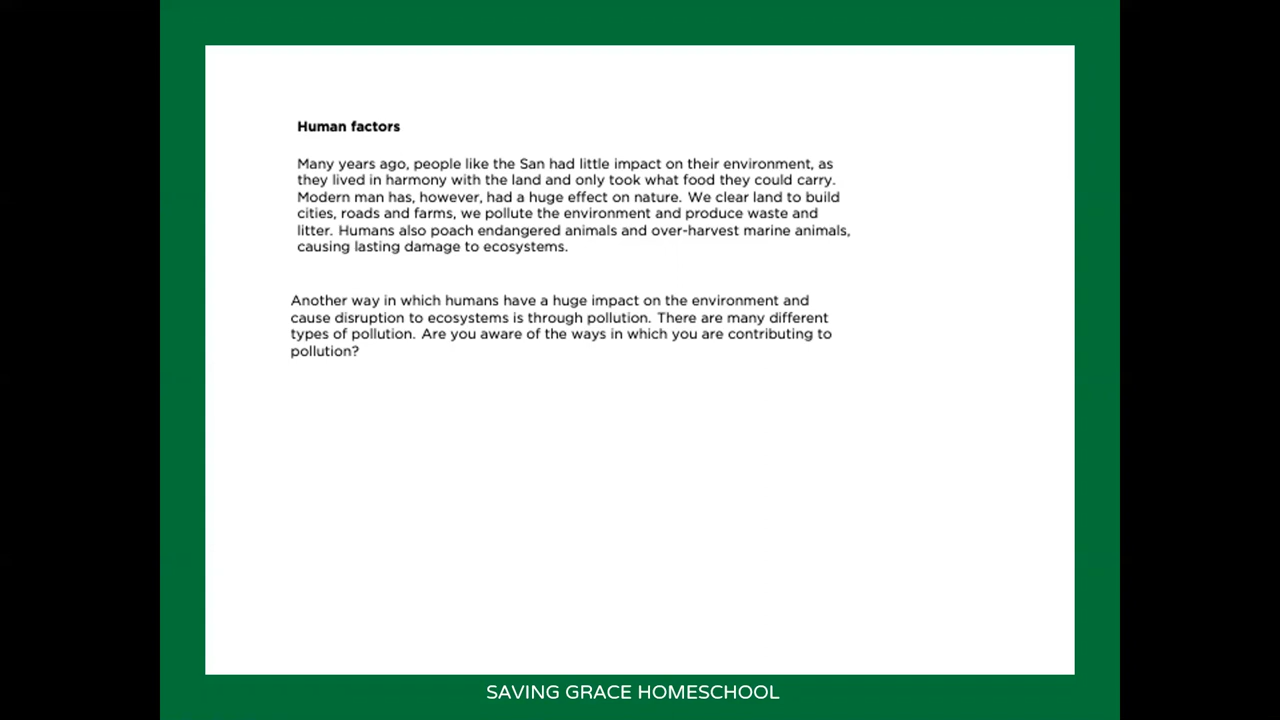 Human factors
Many years ago, people like the San had little impact on their environment, as
they lived in harmony with the land and only took what food they could carry.
Modern man has, however, had a huge effect on nature. We clear land to build
cities, roads and farms, we pollute the environment and produce waste and
litter. Humans also poach endangered animals and over-harvest marine animals,
causing lasting damage to ecosystems.
Another way in which humans have a huge impact on the environment and
cause disruption to ecosystems is through pollution. There are many different
types of pollution. Are you aware of the ways in which you are contributing to
pollution?
SAVING GRACE HOMESCHOOL